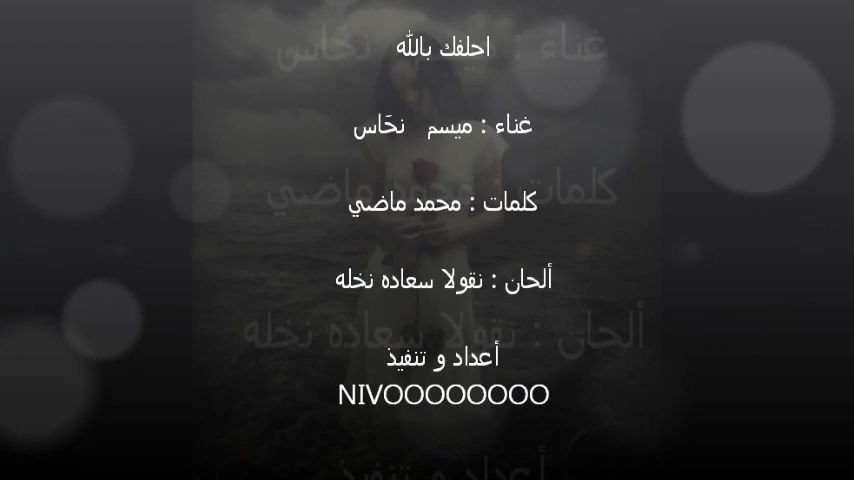 احلفك بالله
غناء : ميسم نحَاس
كلمات : محمد ماضي
ألحان : نقولا سعاده نخله
أعداد و تنفيذ
NIVOOOOOOOO